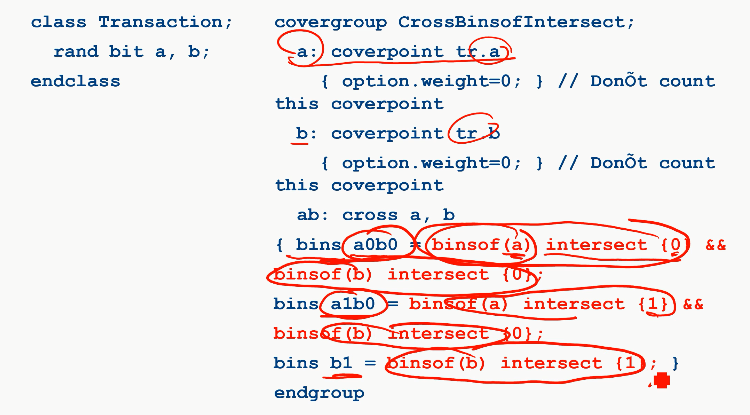 class Transaction;
rand bit a, b;
endclass
covergroup CrossBinsofIntersect;
a: coverpoint tr.a
{ option.weight=0; } // DonÕt count
this coverpoint
b: coverpoint tr.b
{ option.weight=0; } // DonÕt count
this coverpoint
ab: cross a, b
{ bins a0b0 = binsof(a) intersect {0} &&
binsof(b) intersect {0};
bins a1b0 = binsof(a) intersect {1} &&
binsof(b) intersect {0};
bins b1 = binsof(b) intersect {1}; }
endgroup